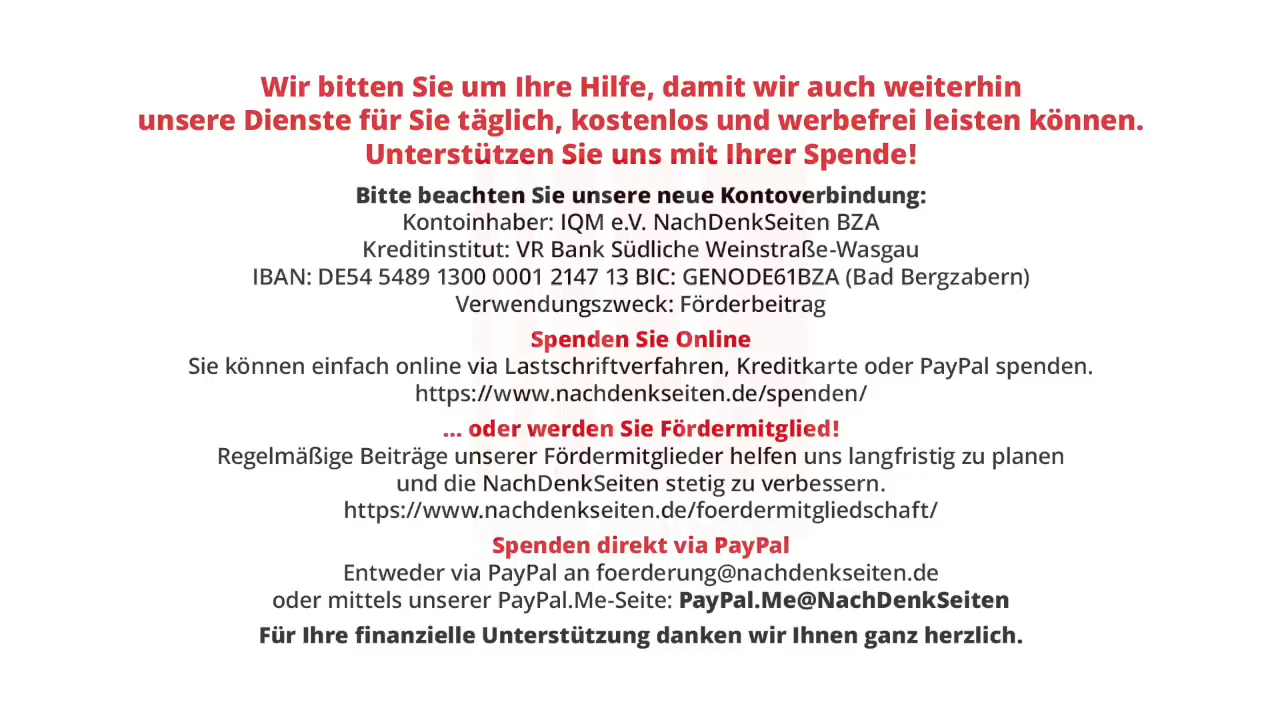 Wir bitten Sie um Ihre Hilfe, damit wir auch weiterhin
unsere Dienste für Sie täglich, kostenlos und werbefrei leisten können.
Unterstützen Sie uns mit Ihrer Spende!
Bitte beachten Sie unsere neue Kontoverbindung:
Kontoinhaber: IQM e.V. NachDenkSeiten BZA
Kreditinstitut: VR Bank Südliche Weinstraße-Wasgau
IBAN: DE54 5489 1300 0001 2147 13 BIC: GENODE61BZA (Bad Bergzabern)
Verwendungszweck: Förderbeitrag
Spenden Sie Online
Sie können einfach online via Lastschriftverfahren, Kreditkarte oder PayPal spenden.
https://www.nachdenkseiten.de/spenden/
... oder werden Sie Fördermitglied!
Regelmäßige Beiträge unserer Fördermitglieder helfen uns langfristig zu planen
und die NachDenkSeiten stetig zu verbessern.
https://www.nachdenkseiten.de/foerdermitgliedschaft/
Spenden direkt via PayPal
Entweder via PayPal an foerderung@nachdenkseiten.de
oder mittels unserer PayPal.Me-Seite: PayPal.Me@NachDenkSeiten
Für Ihre finanzielle Unterstützung danken wir Ihnen ganz herzlich.